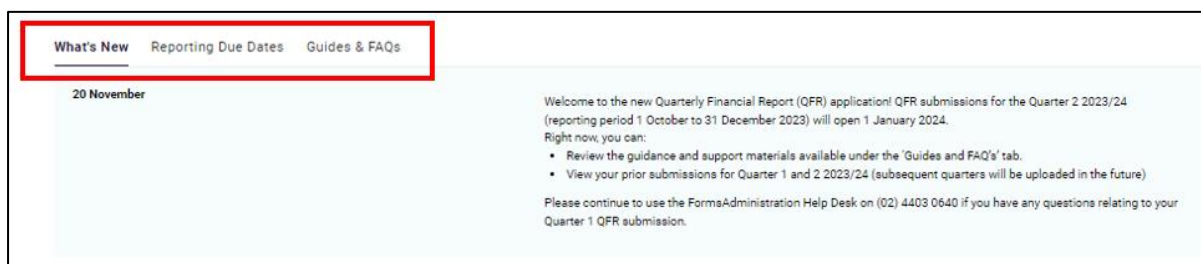 What's New Reporting Due Dates Guides & FAQs
20 November
Welcome to the new Quarterly Financial Report (QFR) application! QFR submissions for the Quarter 2 2023/24
(reporting period 1 October to 31 December 2023) will open 1 January 2024.
Right now, you can:
• Review the guidance and support materials available under the 'Guides and FAQ's' tab.
• View your prior submissions for Quarter 1 and 2 2023/24 (subsequent quarters will be uploaded in the future)
Please continue to use the FormsAdministration Help Desk on (02) 4403 0640 if you have any questions relating to your
Quarter 1 QFR submission.